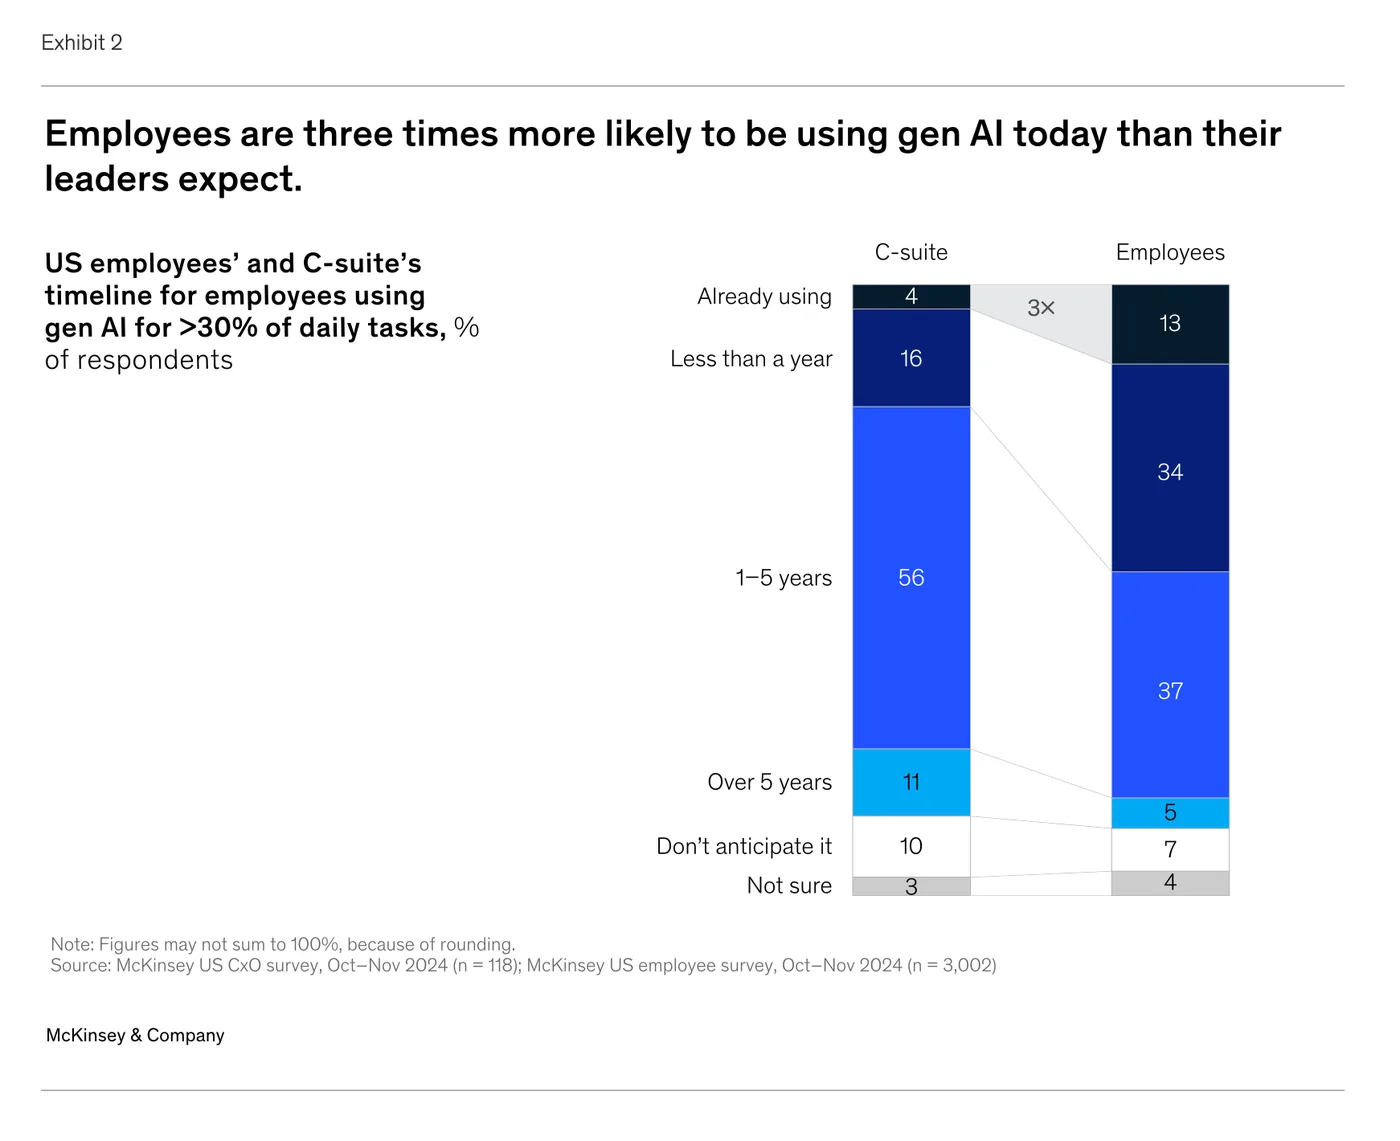 Exhibit 2
Employees are three times more likely to be using gen AI today than their
leaders expect.
US employees’ and C-suite’s
timeline for employees using
gen AI for >30% of daily tasks, %
of respondents
C-suite
Employees
Already using
4
3×
13
Less than a year
16
34
1–5 years
56
37
Over 5 years
11
5
Don’t anticipate it
10
7
Not sure
3
4
Note: Figures may not sum to 100%, because of rounding.
Source: McKinsey US CxO survey, Oct–Nov 2024 (n = 118); McKinsey US employee survey, Oct–Nov 2024 (n = 3,002)
McKinsey & Company